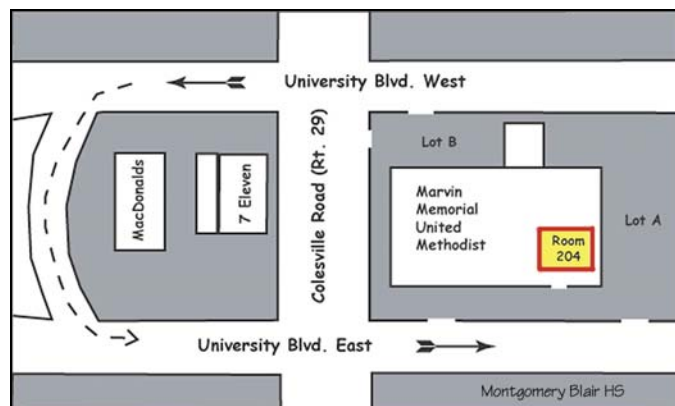 University Blvd. West
MacDonalds
7 Eleven
Colesville Road (Rt. 29)
Lot B
Marvin
Memorial
United
Methodist
Room
204
Lot A
University Blvd. East
Montgomery Blair HS